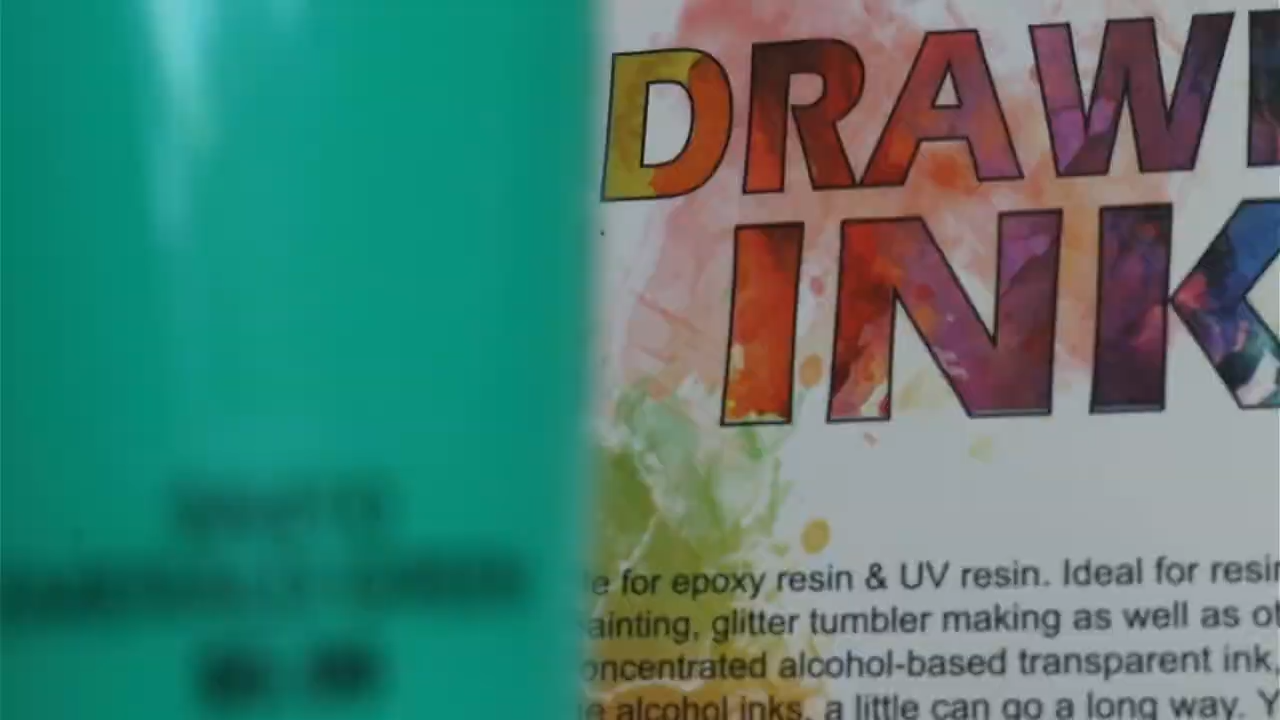 DRAW
INK
e for epoxy resin & UV resin. Ideal for resin
ainting, glitter tumbler making as well as o
oncentrated alcohol-based transparent ink,
e alcohol inks, a little can go a long way. Y